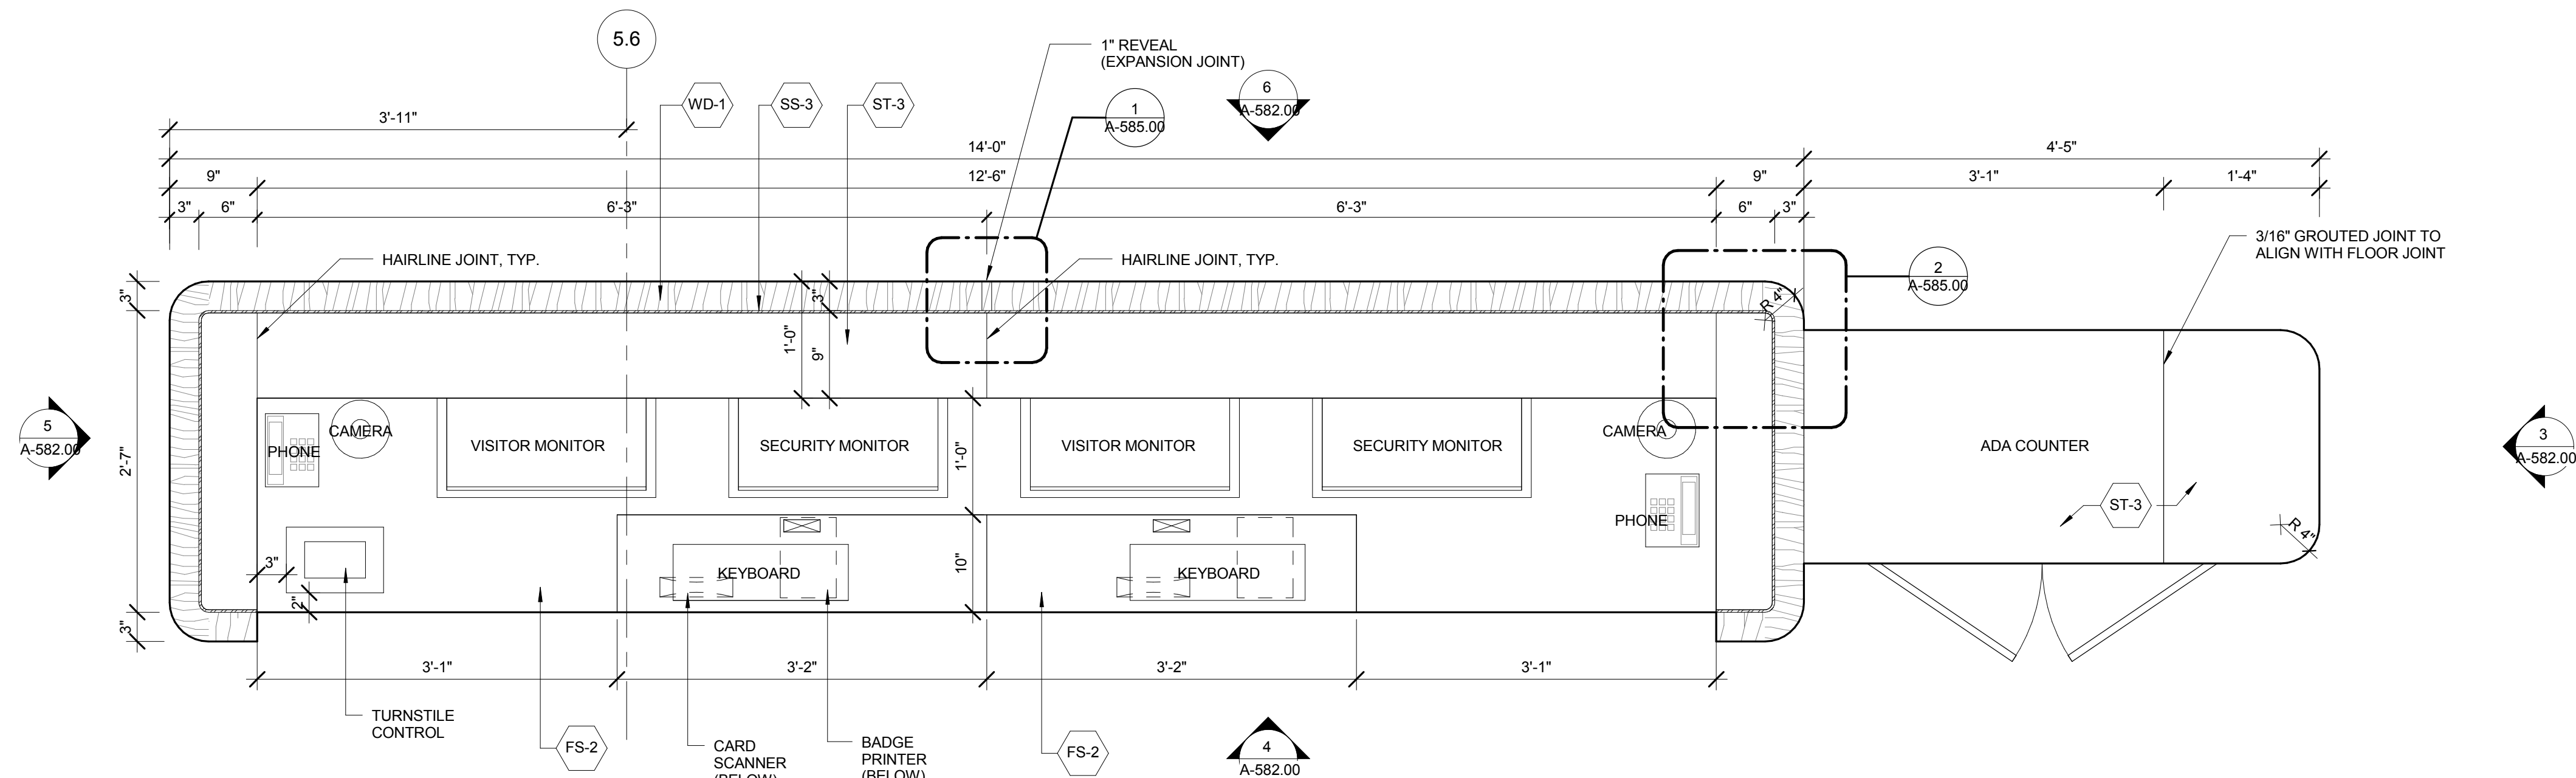 5.6
1" REVEAL
(EXPANSION JOINT)
WD-1
SS-3
ST-3
1
A-585.00
6
A-582.00
3'-11"
14'-0"
4'-5"
9"
12'-6"
9"
3'-1"
1'-4"
3"
6"
6'-3"
6'-3"
6"
3"
HAIRLINE JOINT, TYP.
HAIRLINE JOINT, TYP.
3/16" GROUTED JOINT TO
ALIGN WITH FLOOR JOINT
2
A-585.00
3"
3"
R 4"
1'-0"
9"
5
A-582.00
2'-7"
PHONE
CAMERA
VISITOR MONITOR
SECURITY MONITOR
1'-0"
VISITOR MONITOR
SECURITY MONITOR
CAMERA
PHONE
ADA COUNTER
3
A-582.00
ST-3
R 4"
3"
2"
KEYBOARD
10"
KEYBOARD
3"
3'-1"
3'-2"
3'-2"
3'-1"
TURNSTILE
CONTROL
FS-2
CARD
SCANNER
(BELOW)
BADGE
PRINTER
(BELOW)
FS-2
4
A-582.00